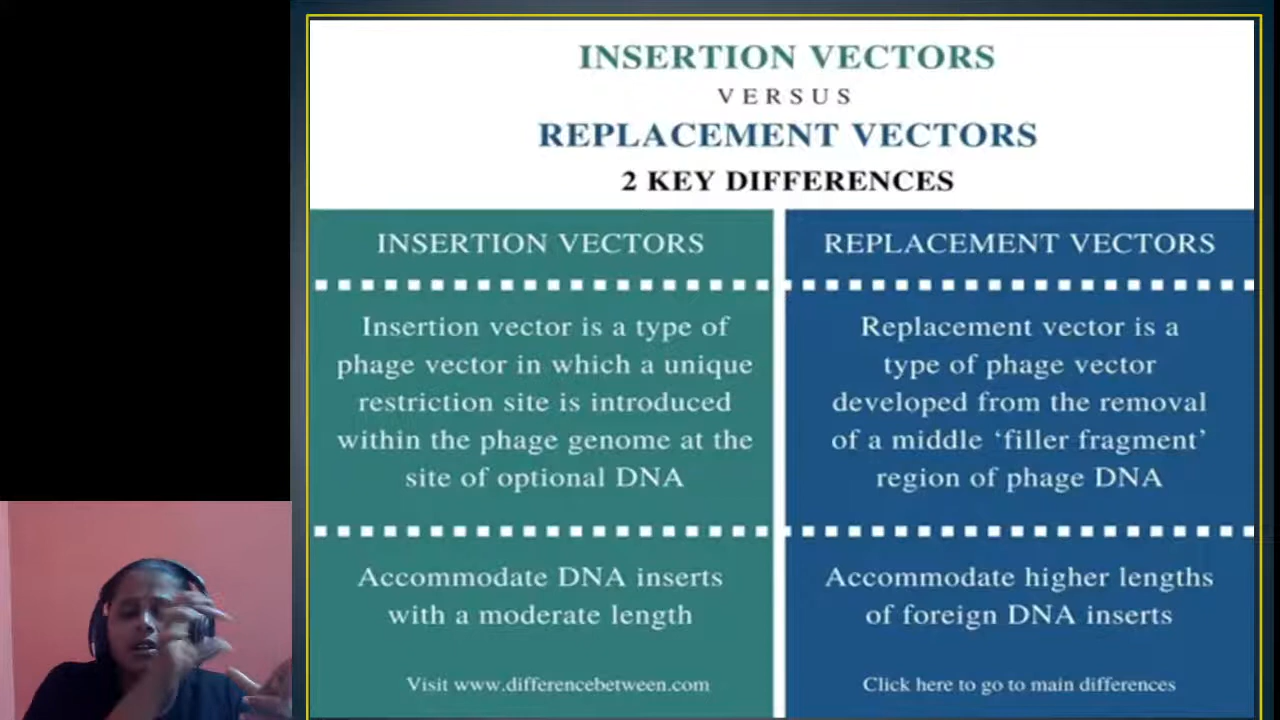 INSERTION VECTORS
VERSUS
REPLACEMENT VECTORS
2 KEY DIFFERENCES
INSERTION VECTORS
Insertion vector is a type of
phage vector in which a unique
restriction site is introduced
within the phage genome at the
site of optional DNA
Accommodate DNA inserts
with a moderate length
Visit www.differencebetween.com
REPLACEMENT VECTORS
Replacement vector is a
type of phage vector
developed from the removal
of a middle ‘filler fragment’
region of phage DNA
Accommodate higher lengths
of foreign DNA inserts
Click here to go to main differences